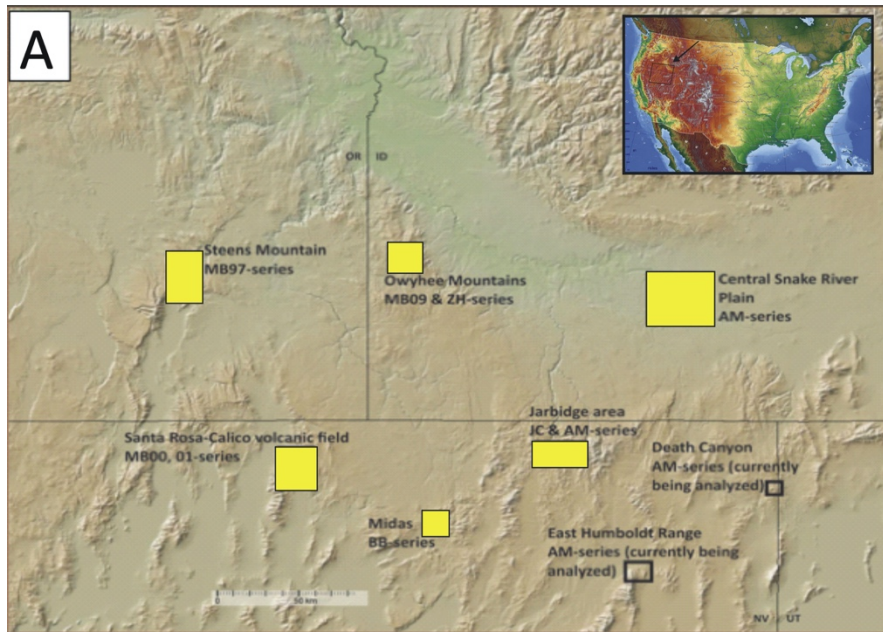 A
OR ID
Steens Mountain
MB97-series
Owyhee Mountains
MB09 & ZH-series
Central Snake River
Plain
AM-series
Santa Rosa-Calico volcanic field
MB00, 01-series
Jarbidge area
JC & AM-series
Death Canyon
AM-series (currently
being analyzed)
Midas
BB-series
East Humboldt Range
AM-series (currently being
analyzed)
0 50 km
NV UT